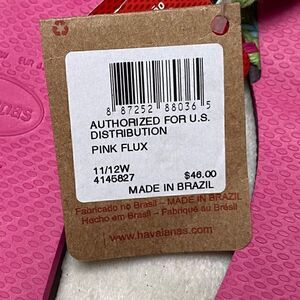 8 87252 88036 5
AUTHORIZED FOR U.S.
DISTRIBUTION
PINK FLUX
11/12W
4145827
$46.00
MADE IN BRAZIL
Fabricado no Brasil – MADE IN BRAZIL
Hecho em Brasil – Fabriqué au Brésil
www.havaianas.com